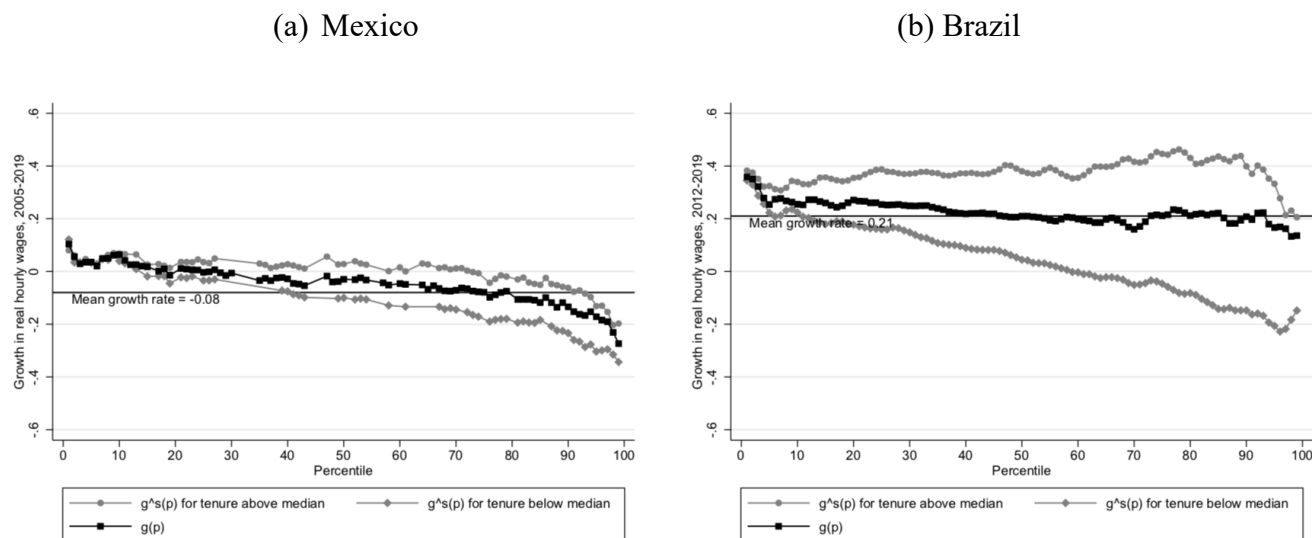 (a) Mexico
Growth in real hourly wages, 2005-2019
.6
.4
.2
0
-.2
-.4
-.6
Mean growth rate = -0.08
0 10 20 30 40 50 60 70 80 90 100
Percentile
g^s(p) for tenure above median
g^s(p) for tenure below median
g(p)
(b) Brazil
Growth in real hourly wages, 2012-2019
.6
.4
.2
0
-.2
-.4
-.6
Mean growth rate = 0.21
0 10 20 30 40 50 60 70 80 90 100
Percentile
g^s(p) for tenure above median
g^s(p) for tenure below median
g(p)